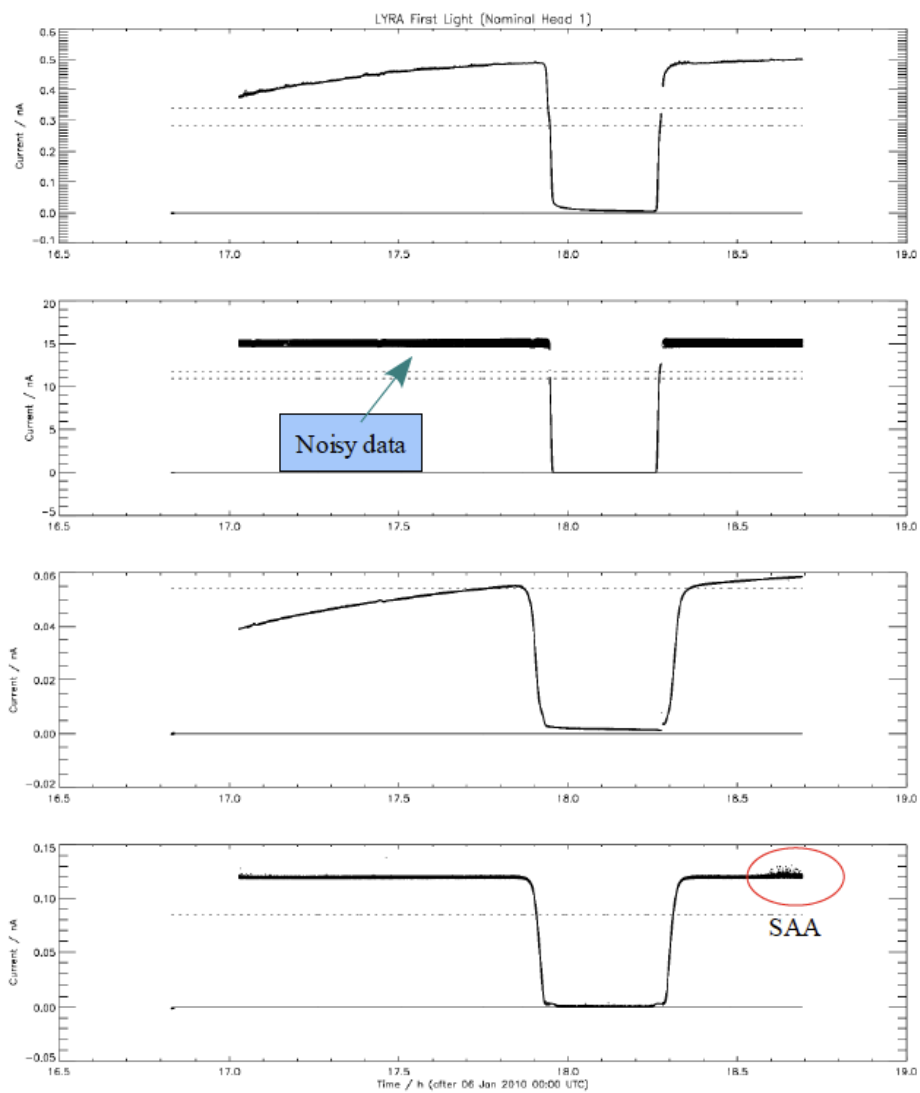 LYRA First Light (Nominal Head 1)
0.6
0.5
0.4
0.3
0.2
0.1
0.0
−0.1
Current / nA
16.5 17.0 17.5 18.0 18.5 19.0
20
15
10
5
0
−5
Current / nA
Noisy data
16.5 17.0 17.5 18.0 18.5 19.0
0.06
0.04
0.02
0.00
−0.02
Current / nA
16.5 17.0 17.5 18.0 18.5 19.0
0.15
0.10
0.05
0.00
−0.05
Current / nA
SAA
16.5 17.0 17.5 18.0 18.5 19.0
Time / h (after 06 Jan 2010 00:00 UTC)